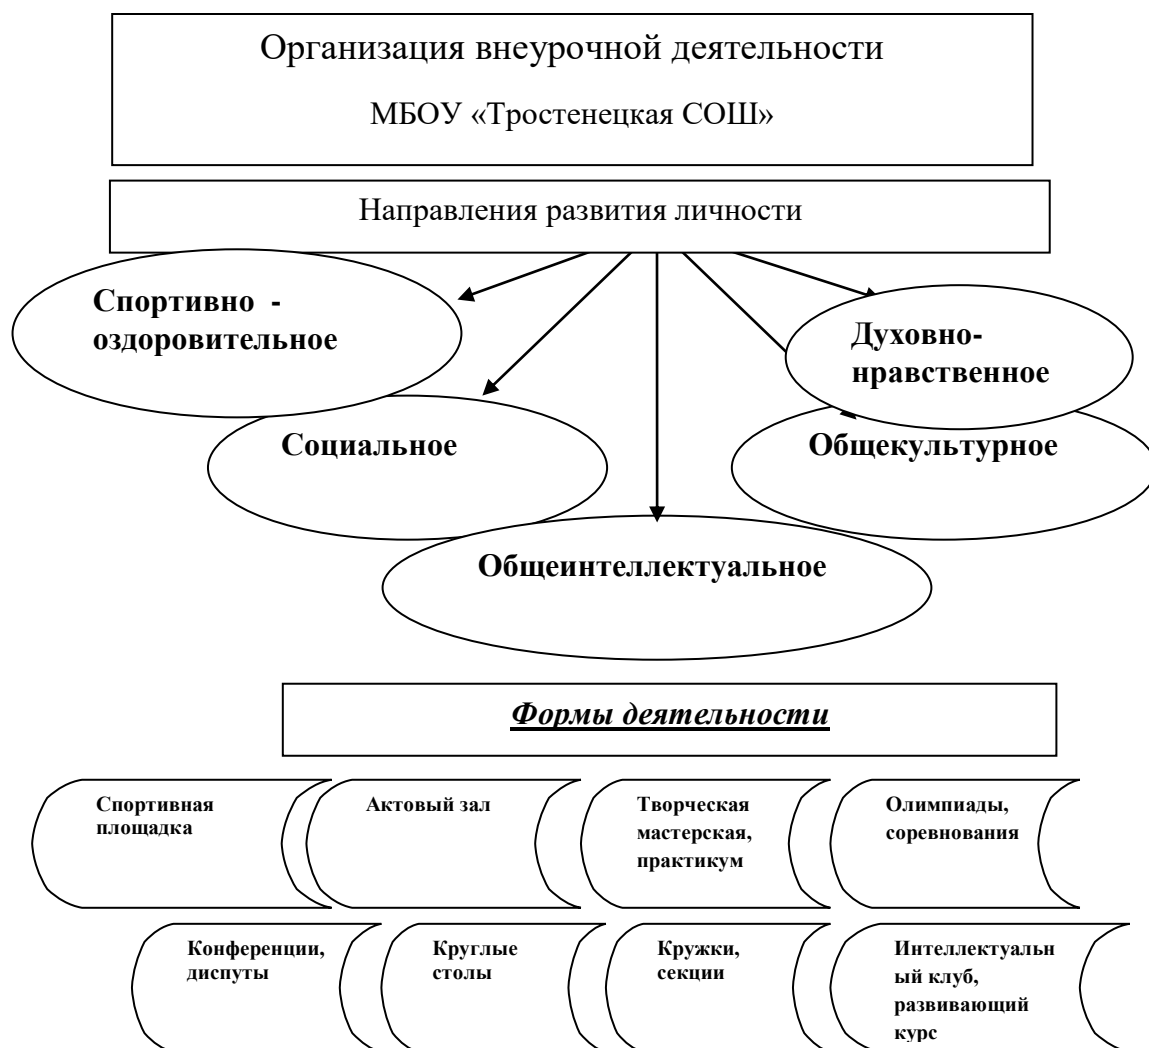 Организация внеурочной деятельности
МБОУ «Тростенецкая СОШ»
Направления развития личности
Спортивно -
оздоровительное
Духовно-
нравственное
Социальное
Общекультурное
Общеинтеллектуальное
Формы деятельности
Спортивная
площадка
Актовый зал
Творческая
мастерская,
практикум
Олимпиады,
соревнования
Конференции,
диспуты
Круглые
столы
Кружки,
секции
Интеллектуальн
ый клуб,
развивающий
курс